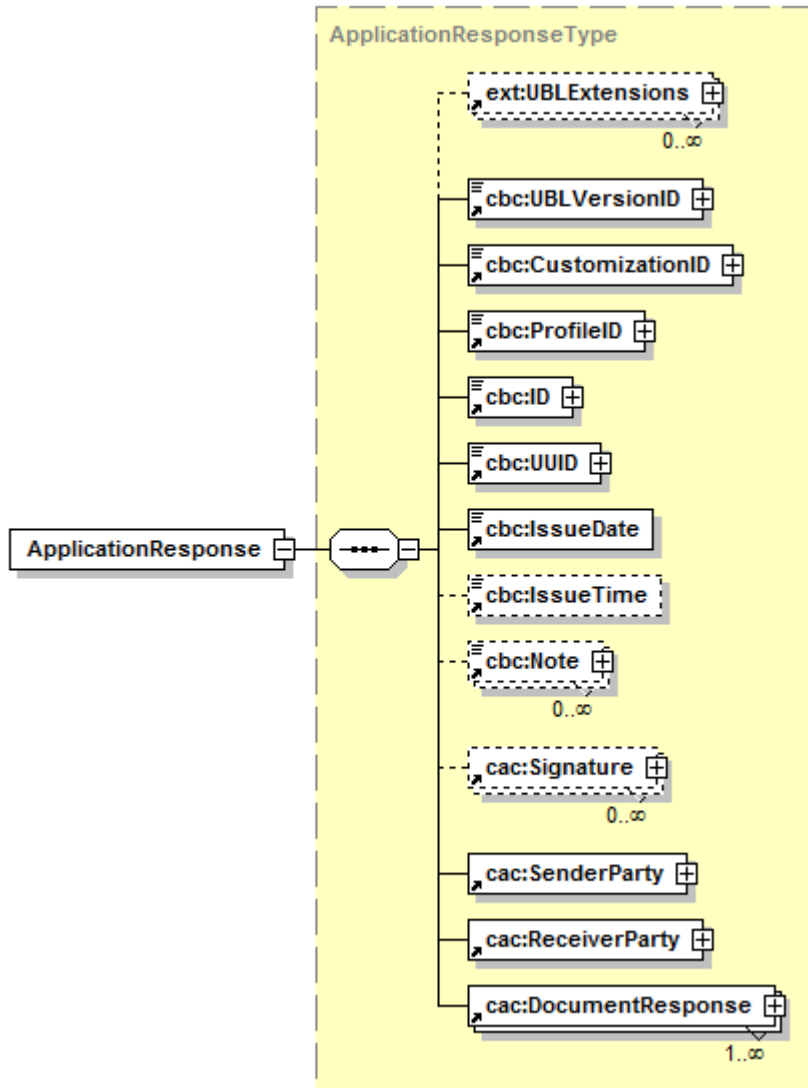 ApplicationResponseType
ext:UBLExtensions
0..∞
cbc:UBLVersionID
cbc:CustomizationID
cbc:ProfileID
cbc:ID
cbc:UUID
cbc:IssueDate
ApplicationResponse
cbc:IssueTime
cbc:Note
0..∞
cac:Signature
0..∞
cac:SenderParty
cac:ReceiverParty
cac:DocumentResponse
1..∞